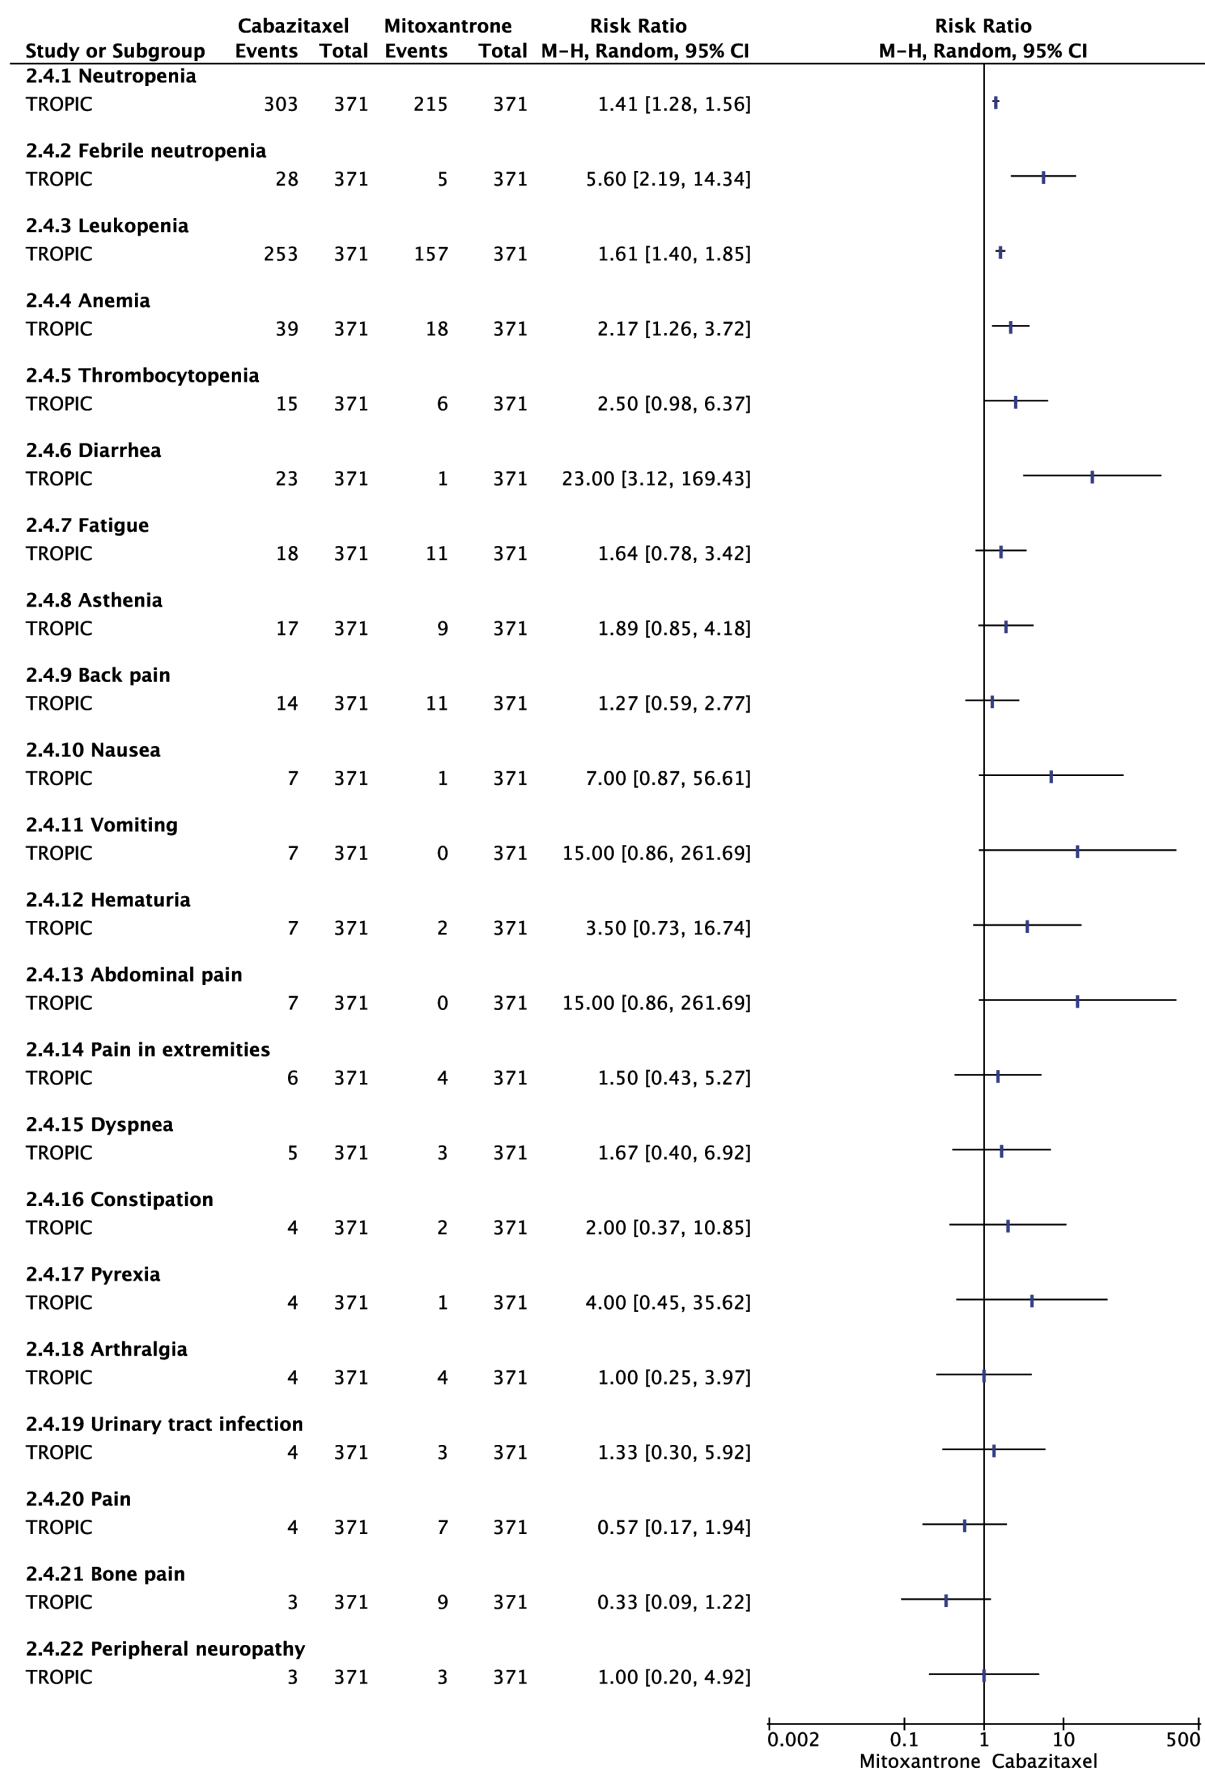 Cabazitaxel Mitoxantrone Risk Ratio Risk Ratio
Study or Subgroup Events Total Events Total M-H, Random, 95% CI M-H, Random, 95% CI
2.4.1 Neutropenia
TROPIC 303 371 215 371 1.41 [1.28, 1.56]
2.4.2 Febrile neutropenia
TROPIC 28 371 5 371 5.60 [2.19, 14.34]
2.4.3 Leukopenia
TROPIC 253 371 157 371 1.61 [1.40, 1.85]
2.4.4 Anemia
TROPIC 39 371 18 371 2.17 [1.26, 3.72]
2.4.5 Thrombocytopenia
TROPIC 15 371 6 371 2.50 [0.98, 6.37]
2.4.6 Diarrhea
TROPIC 23 371 1 371 23.00 [3.12, 169.43]
2.4.7 Fatigue
TROPIC 18 371 11 371 1.64 [0.78, 3.42]
2.4.8 Asthenia
TROPIC 17 371 9 371 1.89 [0.85, 4.18]
2.4.9 Back pain
TROPIC 14 371 11 371 1.27 [0.59, 2.77]
2.4.10 Nausea
TROPIC 7 371 1 371 7.00 [0.87, 56.61]
2.4.11 Vomiting
TROPIC 7 371 0 371 15.00 [0.86, 261.69]
2.4.12 Hematuria
TROPIC 7 371 2 371 3.50 [0.73, 16.74]
2.4.13 Abdominal pain
TROPIC 7 371 0 371 15.00 [0.86, 261.69]
2.4.14 Pain in extremities
TROPIC 6 371 4 371 1.50 [0.43, 5.27]
2.4.15 Dyspnea
TROPIC 5 371 3 371 1.67 [0.40, 6.92]
2.4.16 Constipation
TROPIC 4 371 2 371 2.00 [0.37, 10.85]
2.4.17 Pyrexia
TROPIC 4 371 1 371 4.00 [0.45, 35.62]
2.4.18 Arthralgia
TROPIC 4 371 4 371 1.00 [0.25, 3.97]
2.4.19 Urinary tract infection
TROPIC 4 371 3 371 1.33 [0.30, 5.92]
2.4.20 Pain
TROPIC 4 371 7 371 0.57 [0.17, 1.94]
2.4.21 Bone pain
TROPIC 3 371 9 371 0.33 [0.09, 1.22]
2.4.22 Peripheral neuropathy
TROPIC 3 371 3 371 1.00 [0.20, 4.92]
0.002 0.1 1 10 500
Mitoxantrone Cabazitaxel